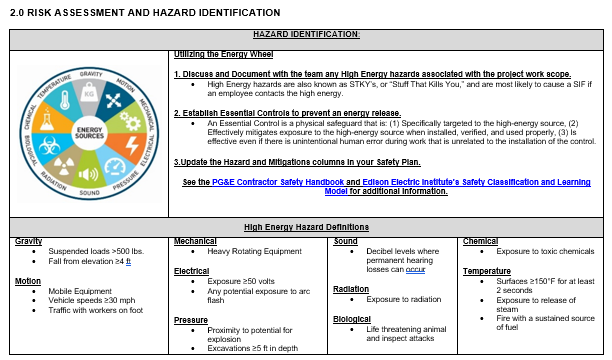 2.0 RISK ASSESSMENT AND HAZARD IDENTIFICATION
HAZARD IDENTIFICATION:
TEMPERATURE
GRAVITY
MOTION
MECHANICAL
ELECTRICAL
PRESSURE
SOUND
RADIATION
BIOLOGICAL
CHEMICAL
ENERGY
SOURCES
Utilizing the Energy Wheel
1. Discuss and Document with the team any High Energy hazards associated with the project work scope.
• High Energy hazards are also known as STKY's, or "Stuff That Kills You," and are most likely to cause a SIF if
an employee contacts the high energy.
2. Establish Essential Controls to prevent an energy release.
• An Essential Control is a physical safeguard that is: (1) Specifically targeted to the high-energy source, (2)
Effectively mitigates exposure to the high-energy source when installed, verified, and used properly, (3) Is
effective even if there is unintentional human error during work that is unrelated to the installation of the control.
3.Update the Hazard and Mitigations columns in your Safety Plan.
See the PG&E Contractor Safety Handbook and Edison Electric Institute's Safety Classification and Learning
Model for additional information.
High Energy Hazard Definitions
Gravity
• Suspended loads >500 lbs.
• Fall from elevation ≥4 ft
Motion
• Mobile Equipment
• Vehicle speeds ≥30 mph
• Traffic with workers on foot
Mechanical
• Heavy Rotating Equipment
Electrical
• Exposure ≥50 volts
• Any potential exposure to arc
flash
Pressure
• Proximity to potential for
explosion
• Excavations ≥5 ft in depth
Sound
• Decibel levels where
permanent hearing
losses can occur
Radiation
• Exposure to radiation
Biological
• Life threatening animal
and inspect attacks
Chemical
• Exposure to toxic chemicals
Temperature
• Surfaces ≥150°F for at least
2 seconds
• Exposure to release of
steam
• Fire with a sustained source
of fuel